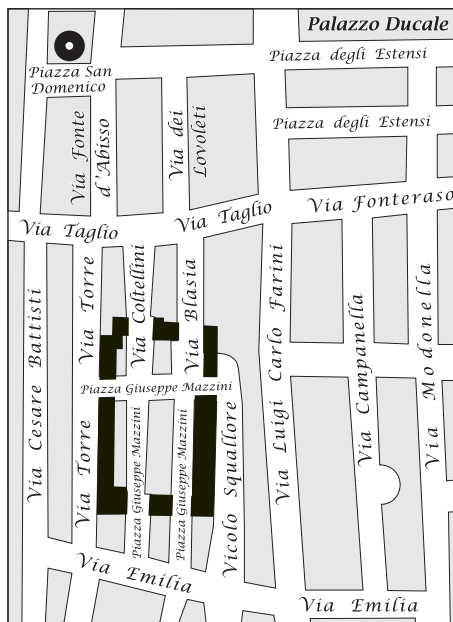 Palazzo Ducale
Piazza degli Estensi
Piazza San
Domenico
Piazza degli Estensi
Via Fonte
d'Abisso
Via dei
Lovoleti
Via Fonteraso
Via Taglio
Via Taglio
Via Cesare Battisti
Via Torre
Via Coltellini
Via Blasia
Via Luigi Carlo Farini
Via Campanella
Via Modonella
Piazza Giuseppe Mazzini
Via Torre
Piazza Giuseppe Mazzini
Piazza Giuseppe Mazzini
Vicolo Squallore
Via Emilia
Via Emilia